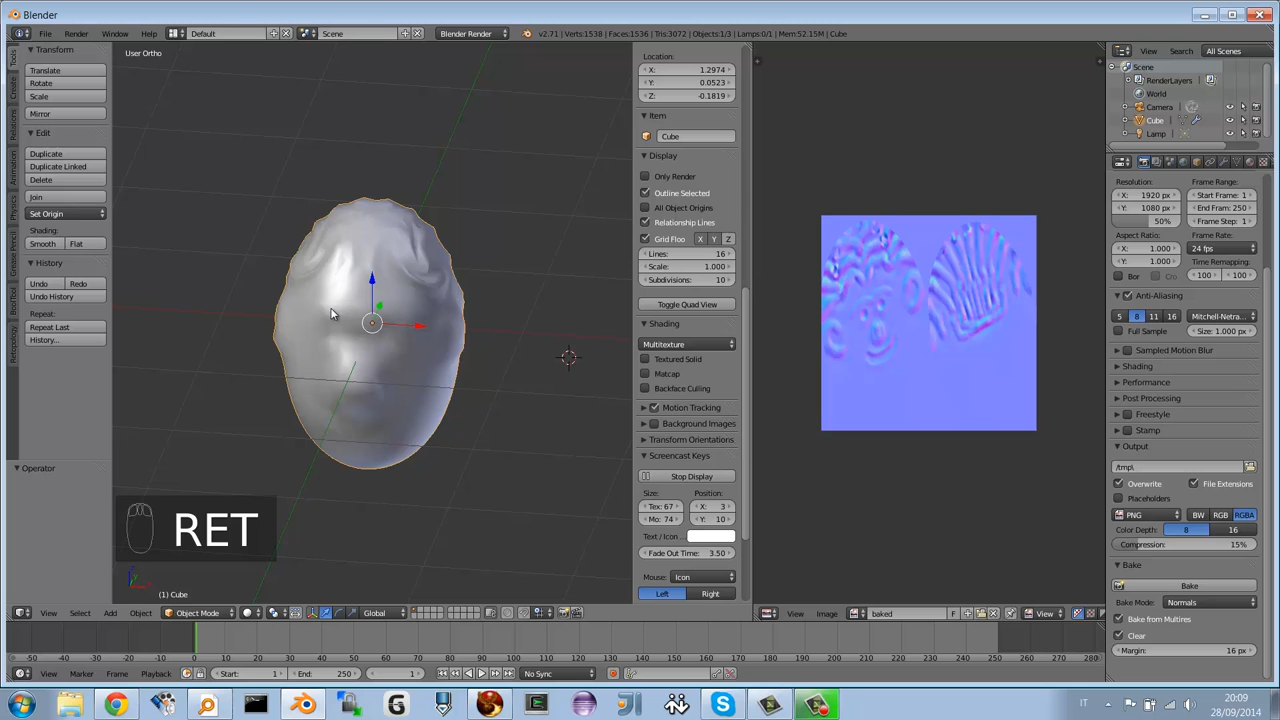 Blender
File Render Window Help Default Scene Blender Render v2.71 | Verts:1538 | Faces:1536 | Tris:3072 | Objects:1/3 | Lamps:0/1 | Mem:52.15M | Cube
Tools
Create
Relations
Animation
Physics
Grease Pencil
BoolTool
Retopology
Transform
Translate
Rotate
Scale
Mirror
Edit
Duplicate
Duplicate Linked
Delete
Join
Set Origin
Shading:
Smooth Flat
History
Undo Redo
Undo History
Repeat:
Repeat Last
History...
Operator
User Ortho
RET
(1) Cube
Location:
X: 1.2974
Y: 0.0523
Z: -0.1819
Item
Cube
Display
Only Render
Outline Selected
All Object Origins
Relationship Lines
Grid Floo X Y Z
Lines: 16
Scale: 1.000
Subdivisions: 10
Toggle Quad View
Shading
Multitexture
Textured Solid
Matcap
Backface Culling
Motion Tracking
Background Images
Transform Orientations
Screencast Keys
Stop Display
Size: Position:
Tex: 67 X: 3
Mo: 74 Y: 10
Text / Icon ...
Fade Out Time: 3.50
Mouse: Icon
Left Right
View Search All Scenes
Scene
RenderLayers
World
Camera
Cube
Lamp
Resolution: Frame Range:
X: 1920 px Start Frame: 1
Y: 1080 px End Fram: 250
50% Frame Step: 1
Aspect Ratio: Frame Rate:
X: 1.000 24 fps
Y: 1.000 Time Remapping:
Bor Cro 100 100
Anti-Aliasing
5 8 11 16 Mitchell-Netra...
Full Sample Size: 1.000 px
Sampled Motion Blur
Shading
Performance
Post Processing
Freestyle
Stamp
Output
/tmp\
Overwrite File Extensions
Placeholders
PNG BW RGB RGBA
Color Depth: 8 16
Compression: 15%
Bake
Bake
Bake Mode: Normals
Bake from Multires
Clear
Margin: 16 px
View Select Add Object Object Mode Global
View Image baked F View
-50 -40 -30 -20 -10 0 10 20 30 40 50 60 70 80 90 100 110 120 130 140 150 160 170 180 190 200 210 220 230 240 250 260 270 280
View Marker Frame Playback Start: 1 End: 250 1 No Sync
IT 20:09
28/09/2014